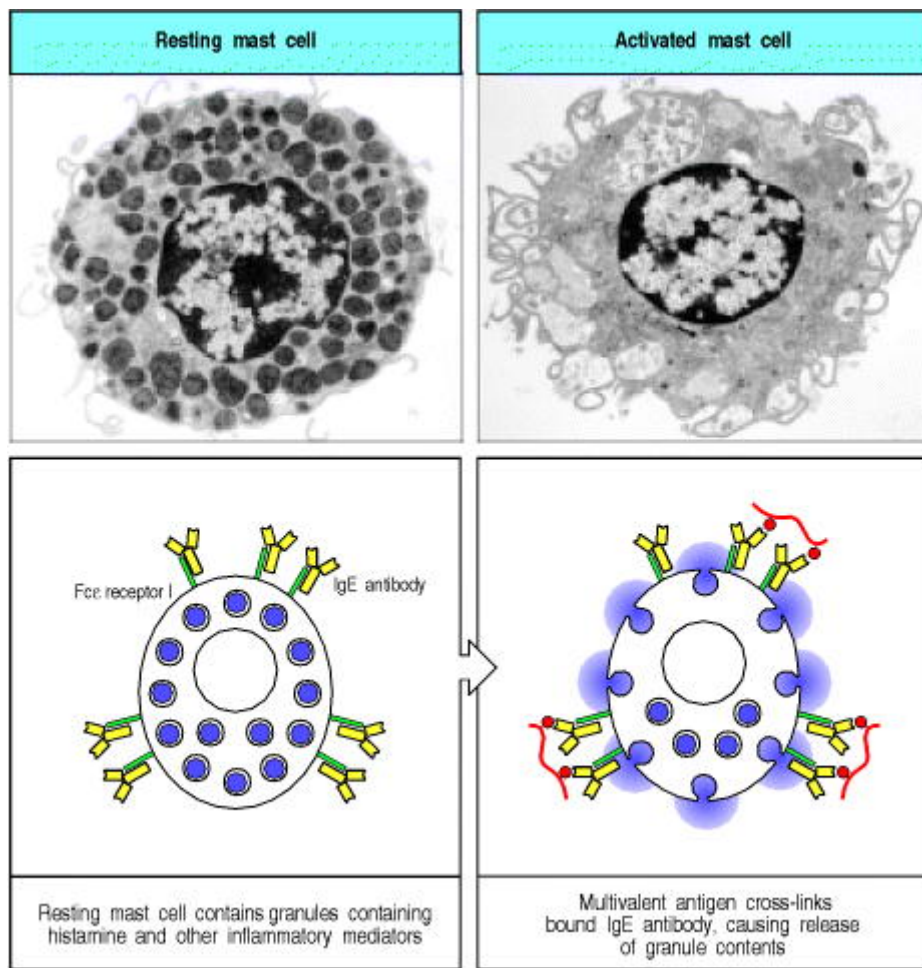 Resting mast cell
Activated mast cell
Fcε receptor I
IgE antibody
Resting mast cell contains granules containing
histamine and other inflammatory mediators
Multivalent antigen cross-links
bound IgE antibody, causing release
of granule contents